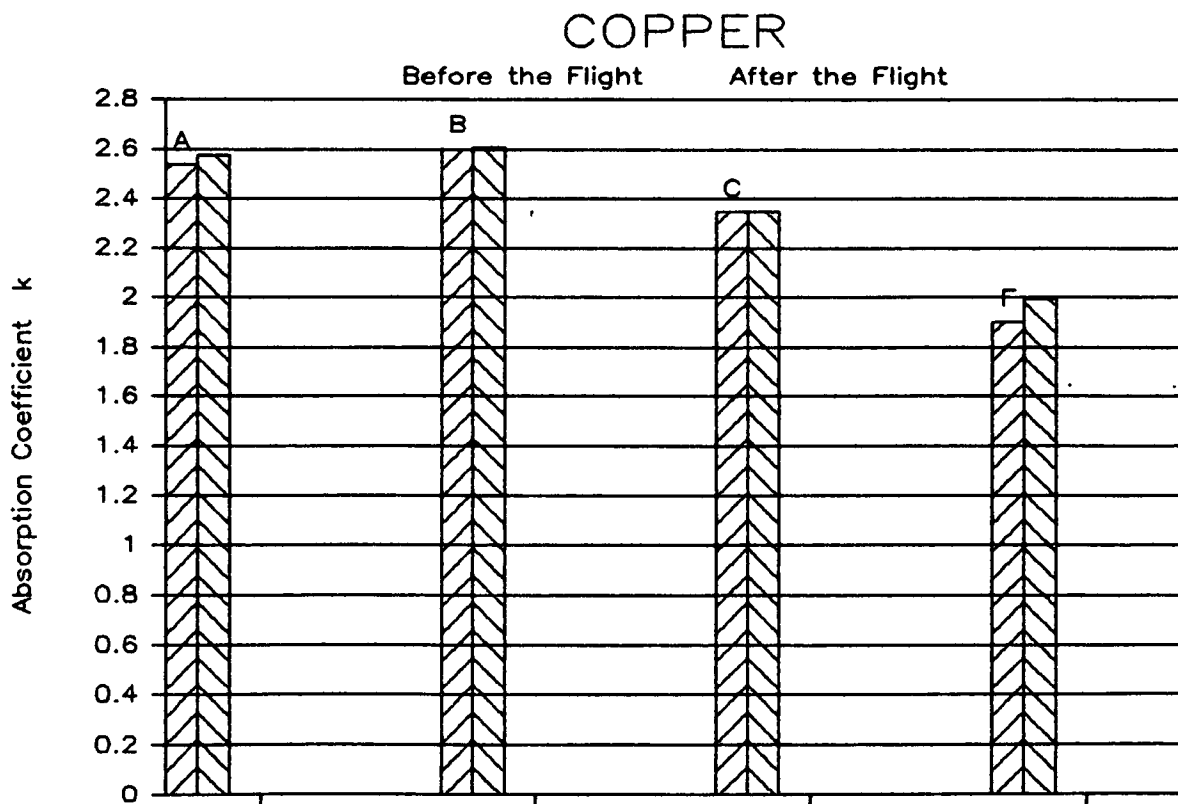 COPPER
Before the Flight After the Flight
2.8
2.6
2.4
2.2
2
1.8
1.6
1.4
1.2
1
0.8
0.6
0.4
0.2
0
Absorption Coefficient k
A
B
C
F